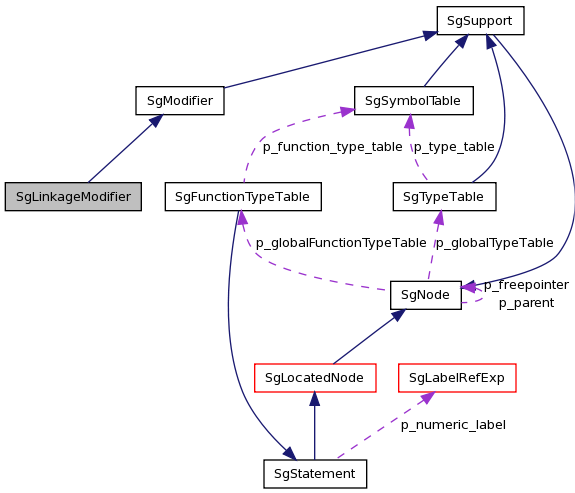 SgSupport
SgModifier
SgSymbolTable
p_function_type_table
p_type_table
SgLinkageModifier
SgFunctionTypeTable
SgTypeTable
p_globalFunctionTypeTable
p_globalTypeTable
SgNode
p_freepointer
p_parent
SgLocatedNode
SgLabelRefExp
p_numeric_label
SgStatement